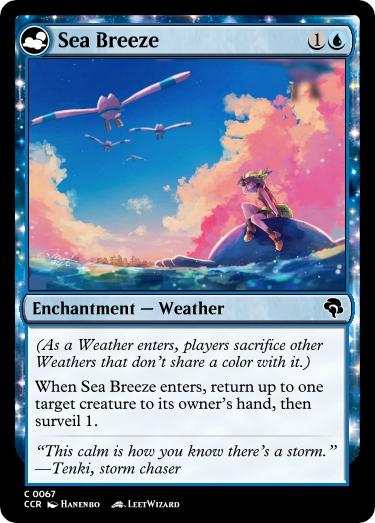 Sea Breeze
1
Enchantment — Weather
(As a Weather enters, players sacrifice other
Weathers that don't share a color with it.)
When Sea Breeze enters, return up to one
target creature to its owner's hand, then
surveil 1.
“This calm is how you know there's a storm.”
—Tenki, storm chaser
C 0067
CCR Hanenbo LeetWizard